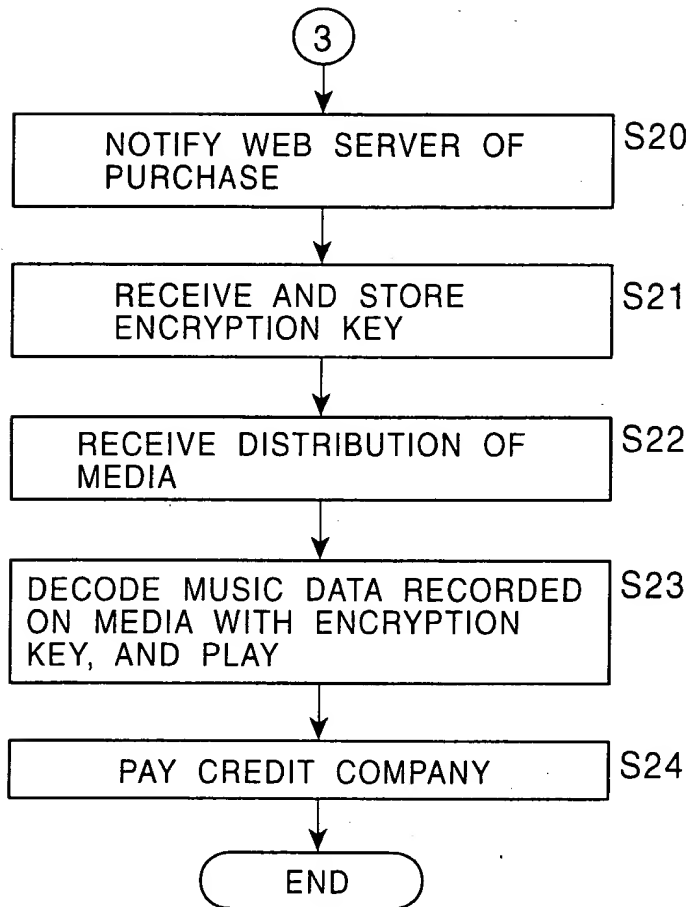 3
NOTIFY WEB SERVER OF
PURCHASE
S20
RECEIVE AND STORE
ENCRYPTION KEY
S21
RECEIVE DISTRIBUTION OF
MEDIA
S22
DECODE MUSIC DATA RECORDED
ON MEDIA WITH ENCRYPTION
KEY, AND PLAY
S23
PAY CREDIT COMPANY
S24
END